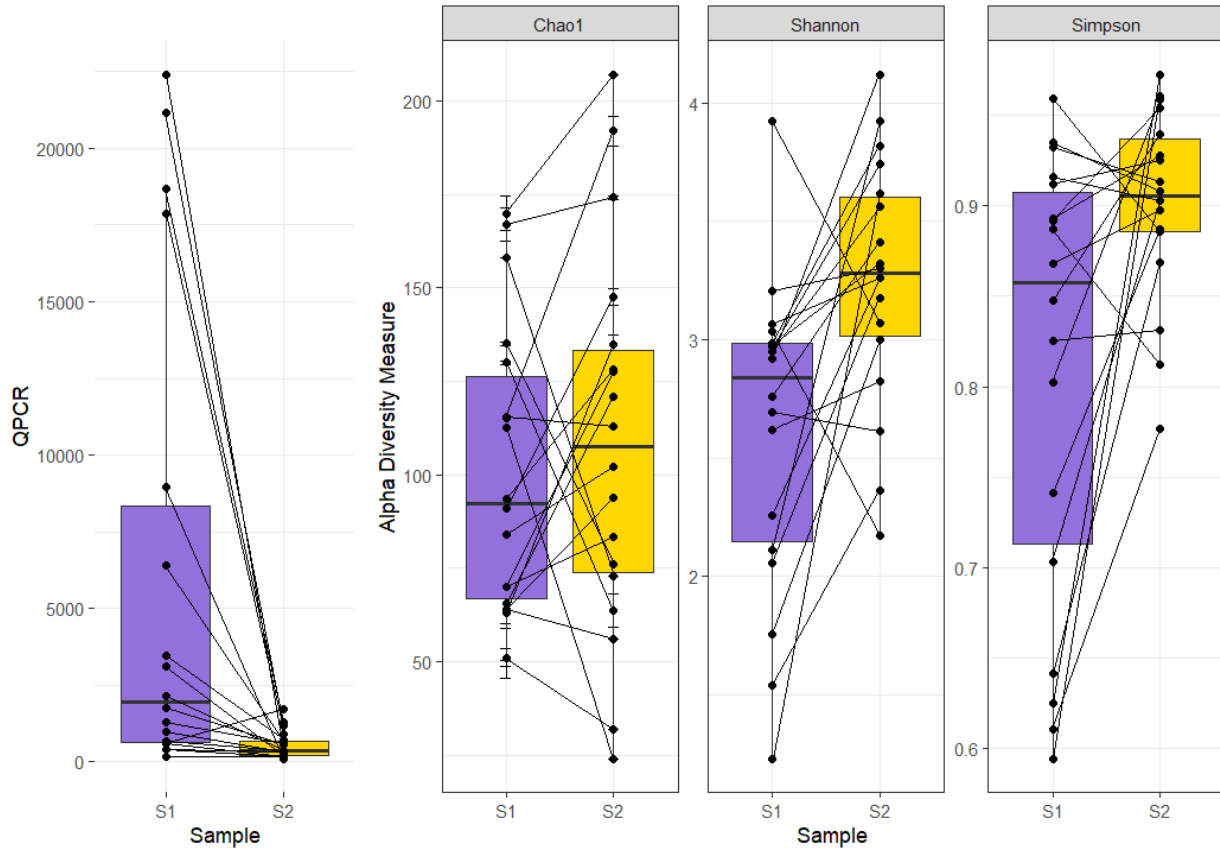 QPCR
20000
15000
10000
5000
0
S1 S2
Sample
Alpha Diversity Measure
Chao1
200
150
100
50
S1 S2
Shannon
4
3
2
S1 S2
Simpson
0.9
0.8
0.7
0.6
S1 S2
Sample